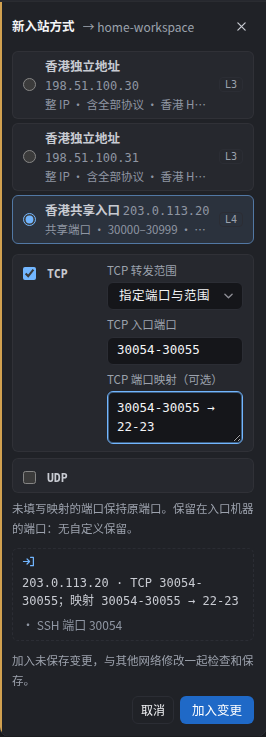 新入站方式 → home-workspace ×
香港独立地址
198.51.100.30 L3
整 IP · 含全部协议 · 香港 H…
香港独立地址
198.51.100.31 L3
整 IP · 含全部协议 · 香港 H…
香港共享入口 203.0.113.20 L4
共享端口 · 30000–30999 · …
TCP
TCP 转发范围
指定端口与范围
TCP 入口端口
30054-30055
TCP 端口映射（可选）
30054-30055 →
22-23
UDP
未填写映射的端口保持原端口。保留在入口机器
的端口：无自定义保留。
203.0.113.20 · TCP 30054-
30055；映射 30054-30055 → 22-23
· SSH 端口 30054
加入未保存变更，与其他网络修改一起检查和保
存。
取消 加入变更